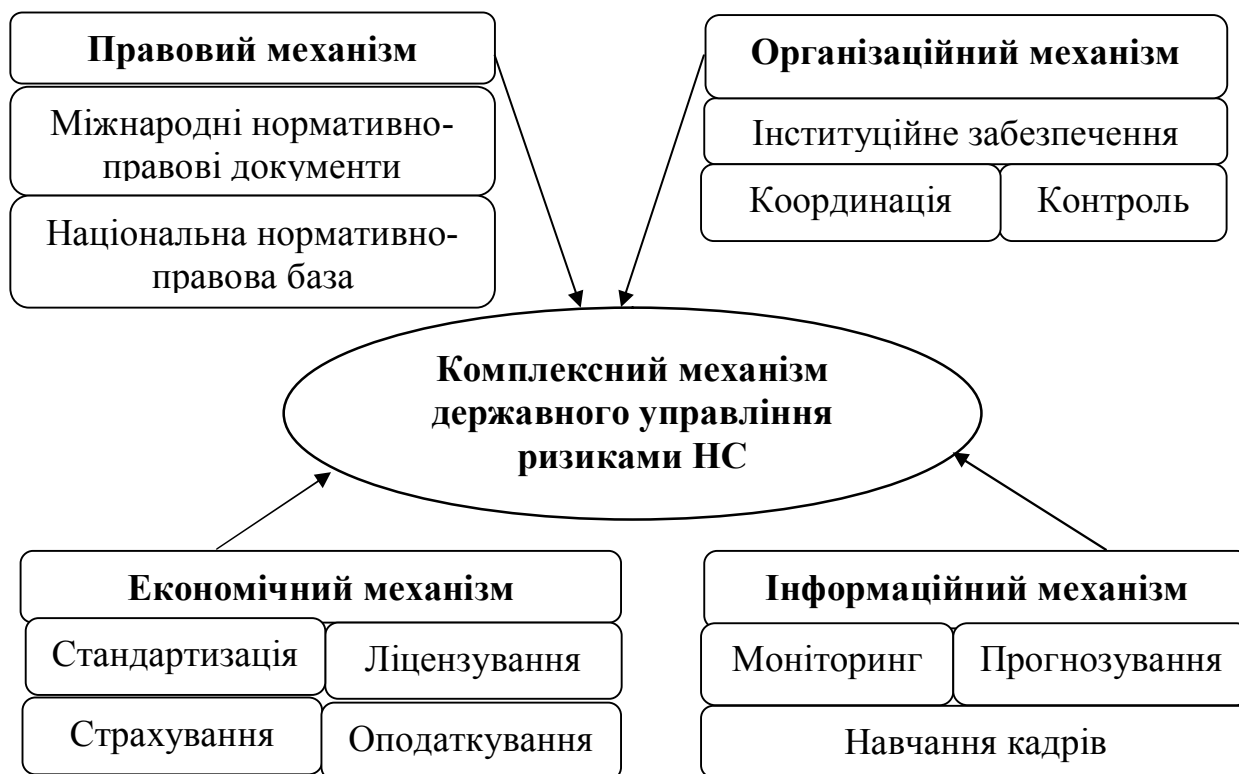 Правовий механізм
Міжнародні нормативно-
правові документи
Національна нормативно-
правова база
Організаційний механізм
Інституційне забезпечення
Координація
Контроль
Комплексний механізм
державного управління
ризиками НС
Економічний механізм
Стандартизація
Ліцензування
Страхування
Оподаткування
Інформаційний механізм
Моніторинг
Прогнозування
Навчання кадрів